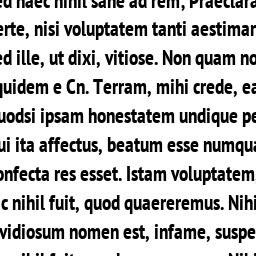 haec nihil sane ad rem; Praeclara
erte, nisi voluptatem tanti aestimar
ed ille, ut dixi, vitiose. Non quam no
quidem e Cn. Terram, mihi crede, ea
uodsi ipsam honestatem undique pe
ui ita affectus, beatum esse numqua
onfecta res esset. Istam voluptatem,
c nihil fuit, quod quaereremus. Nihi
vidiosum nomen est, infame, suspe